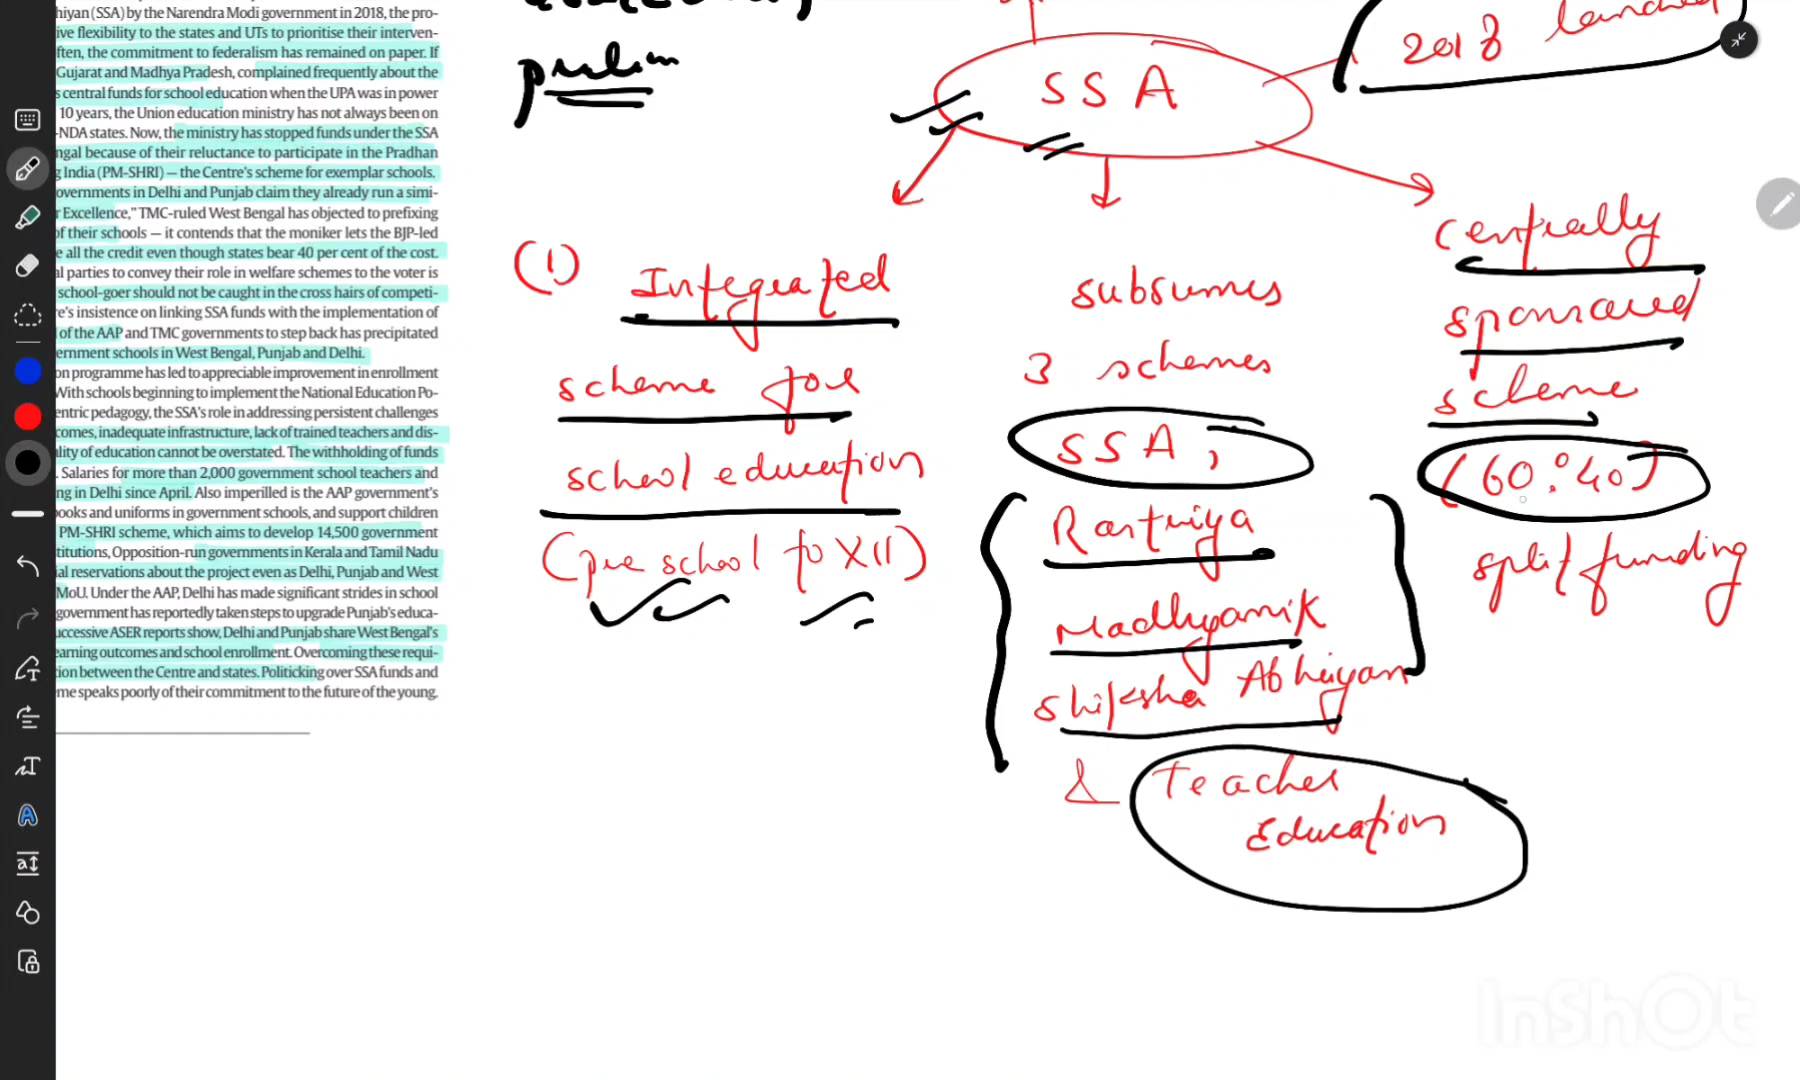 hiyan (SSA) by the Narendra Modi government in 2018, the pro-
ive flexibility to the states and UTs to prioritise their interven-
ften, the commitment to federalism has remained on paper. If
Gujarat and Madhya Pradesh, complained frequently about the
s central funds for school education when the UPA was in power
10 years, the Union education ministry has not always been on
-NDA states. Now, the ministry has stopped funds under the SSA
ngal because of their reluctance to participate in the Pradhan
g India (PM-SHRI) — the Centre's scheme for exemplar schools.
overnments in Delhi and Punjab claim they already run a simi-
r Excellence," TMC-ruled West Bengal has objected to prefixing
of their schools — it contends that the moniker lets the BJP-led
e all the credit even though states bear 40 per cent of the cost.
al parties to convey their role in welfare schemes to the voter is
school-goer should not be caught in the cross hairs of competi-
re's insistence on linking SSA funds with the implementation of
of the AAP and TMC governments to step back has precipitated
ernment schools in West Bengal, Punjab and Delhi.
on programme has led to appreciable improvement in enrollment
With schools beginning to implement the National Education Po-
entric pedagogy, the SSA's role in addressing persistent challenges
comes, inadequate infrastructure, lack of trained teachers and dis-
lity of education cannot be overstated. The withholding of funds
. Salaries for more than 2,000 government school teachers and
ng in Delhi since April. Also imperilled is the AAP government's
ooks and uniforms in government schools, and support children
PM-SHRI scheme, which aims to develop 14,500 government
titutions, Opposition-run governments in Kerala and Tamil Nadu
ial reservations about the project even as Delhi, Punjab and West
MoU. Under the AAP, Delhi has made significant strides in school
government has reportedly taken steps to upgrade Punjab's educa-
uccessive ASER reports show, Delhi and Punjab share West Bengal's
earning outcomes and school enrollment. Overcoming these requi-
tion between the Centre and states. Politicking over SSA funds and
me speaks poorly of their commitment to the future of the young.
prelim
2018 launched
SSA
(1)
Integrated
scheme for
school education
(pre school to XII)
subsumes
3 schemes
SSA,
Rastriya
Madhyamik
Shiksha Abhiyan
& Teacher
Education
centrally
sponsored
scheme
(60:40)
split funding
InShOt